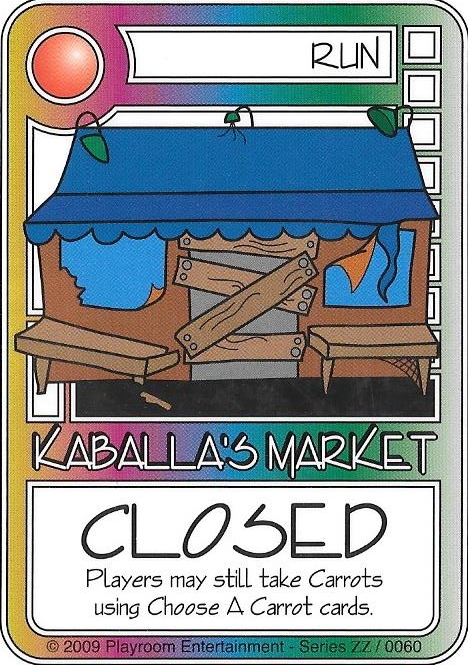 RUN
KABALLA'S MARKET
CLOSED
Players may still take Carrots
using Choose A Carrot cards.
© 2009 Playroom Entertainment - Series ZZ / 0060